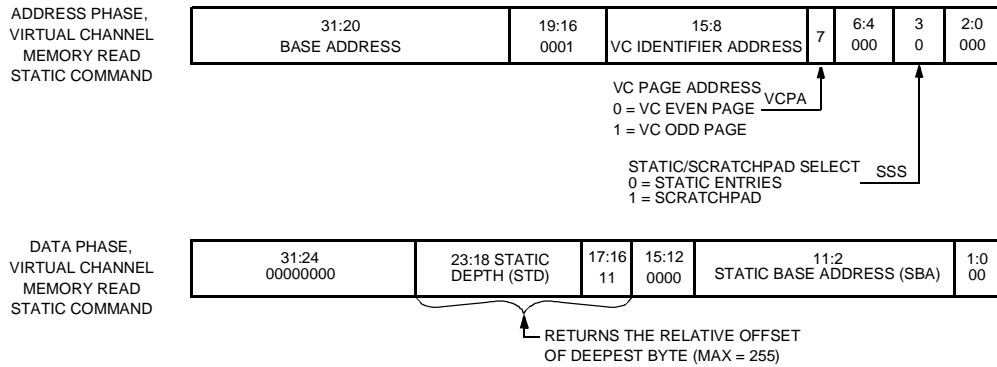 ADDRESS PHASE,
VIRTUAL CHANNEL
MEMORY READ
STATIC COMMAND
31:20
BASE ADDRESS
19:16
0001
15:8
VC IDENTIFIER ADDRESS
7
6:4
000
3
0
2:0
000
VC PAGE ADDRESS
0 = VC EVEN PAGE
1 = VC ODD PAGE
VCPA
STATIC/SCRATCHPAD SELECT
0 = STATIC ENTRIES
1 = SCRATCHPAD
SSS
DATA PHASE,
VIRTUAL CHANNEL
MEMORY READ
STATIC COMMAND
31:24
00000000
23:18 STATIC
DEPTH (STD)
17:16
11
15:12
0000
11:2
STATIC BASE ADDRESS (SBA)
1:0
00
RETURNS THE RELATIVE OFFSET
OF DEEPEST BYTE (MAX = 255)